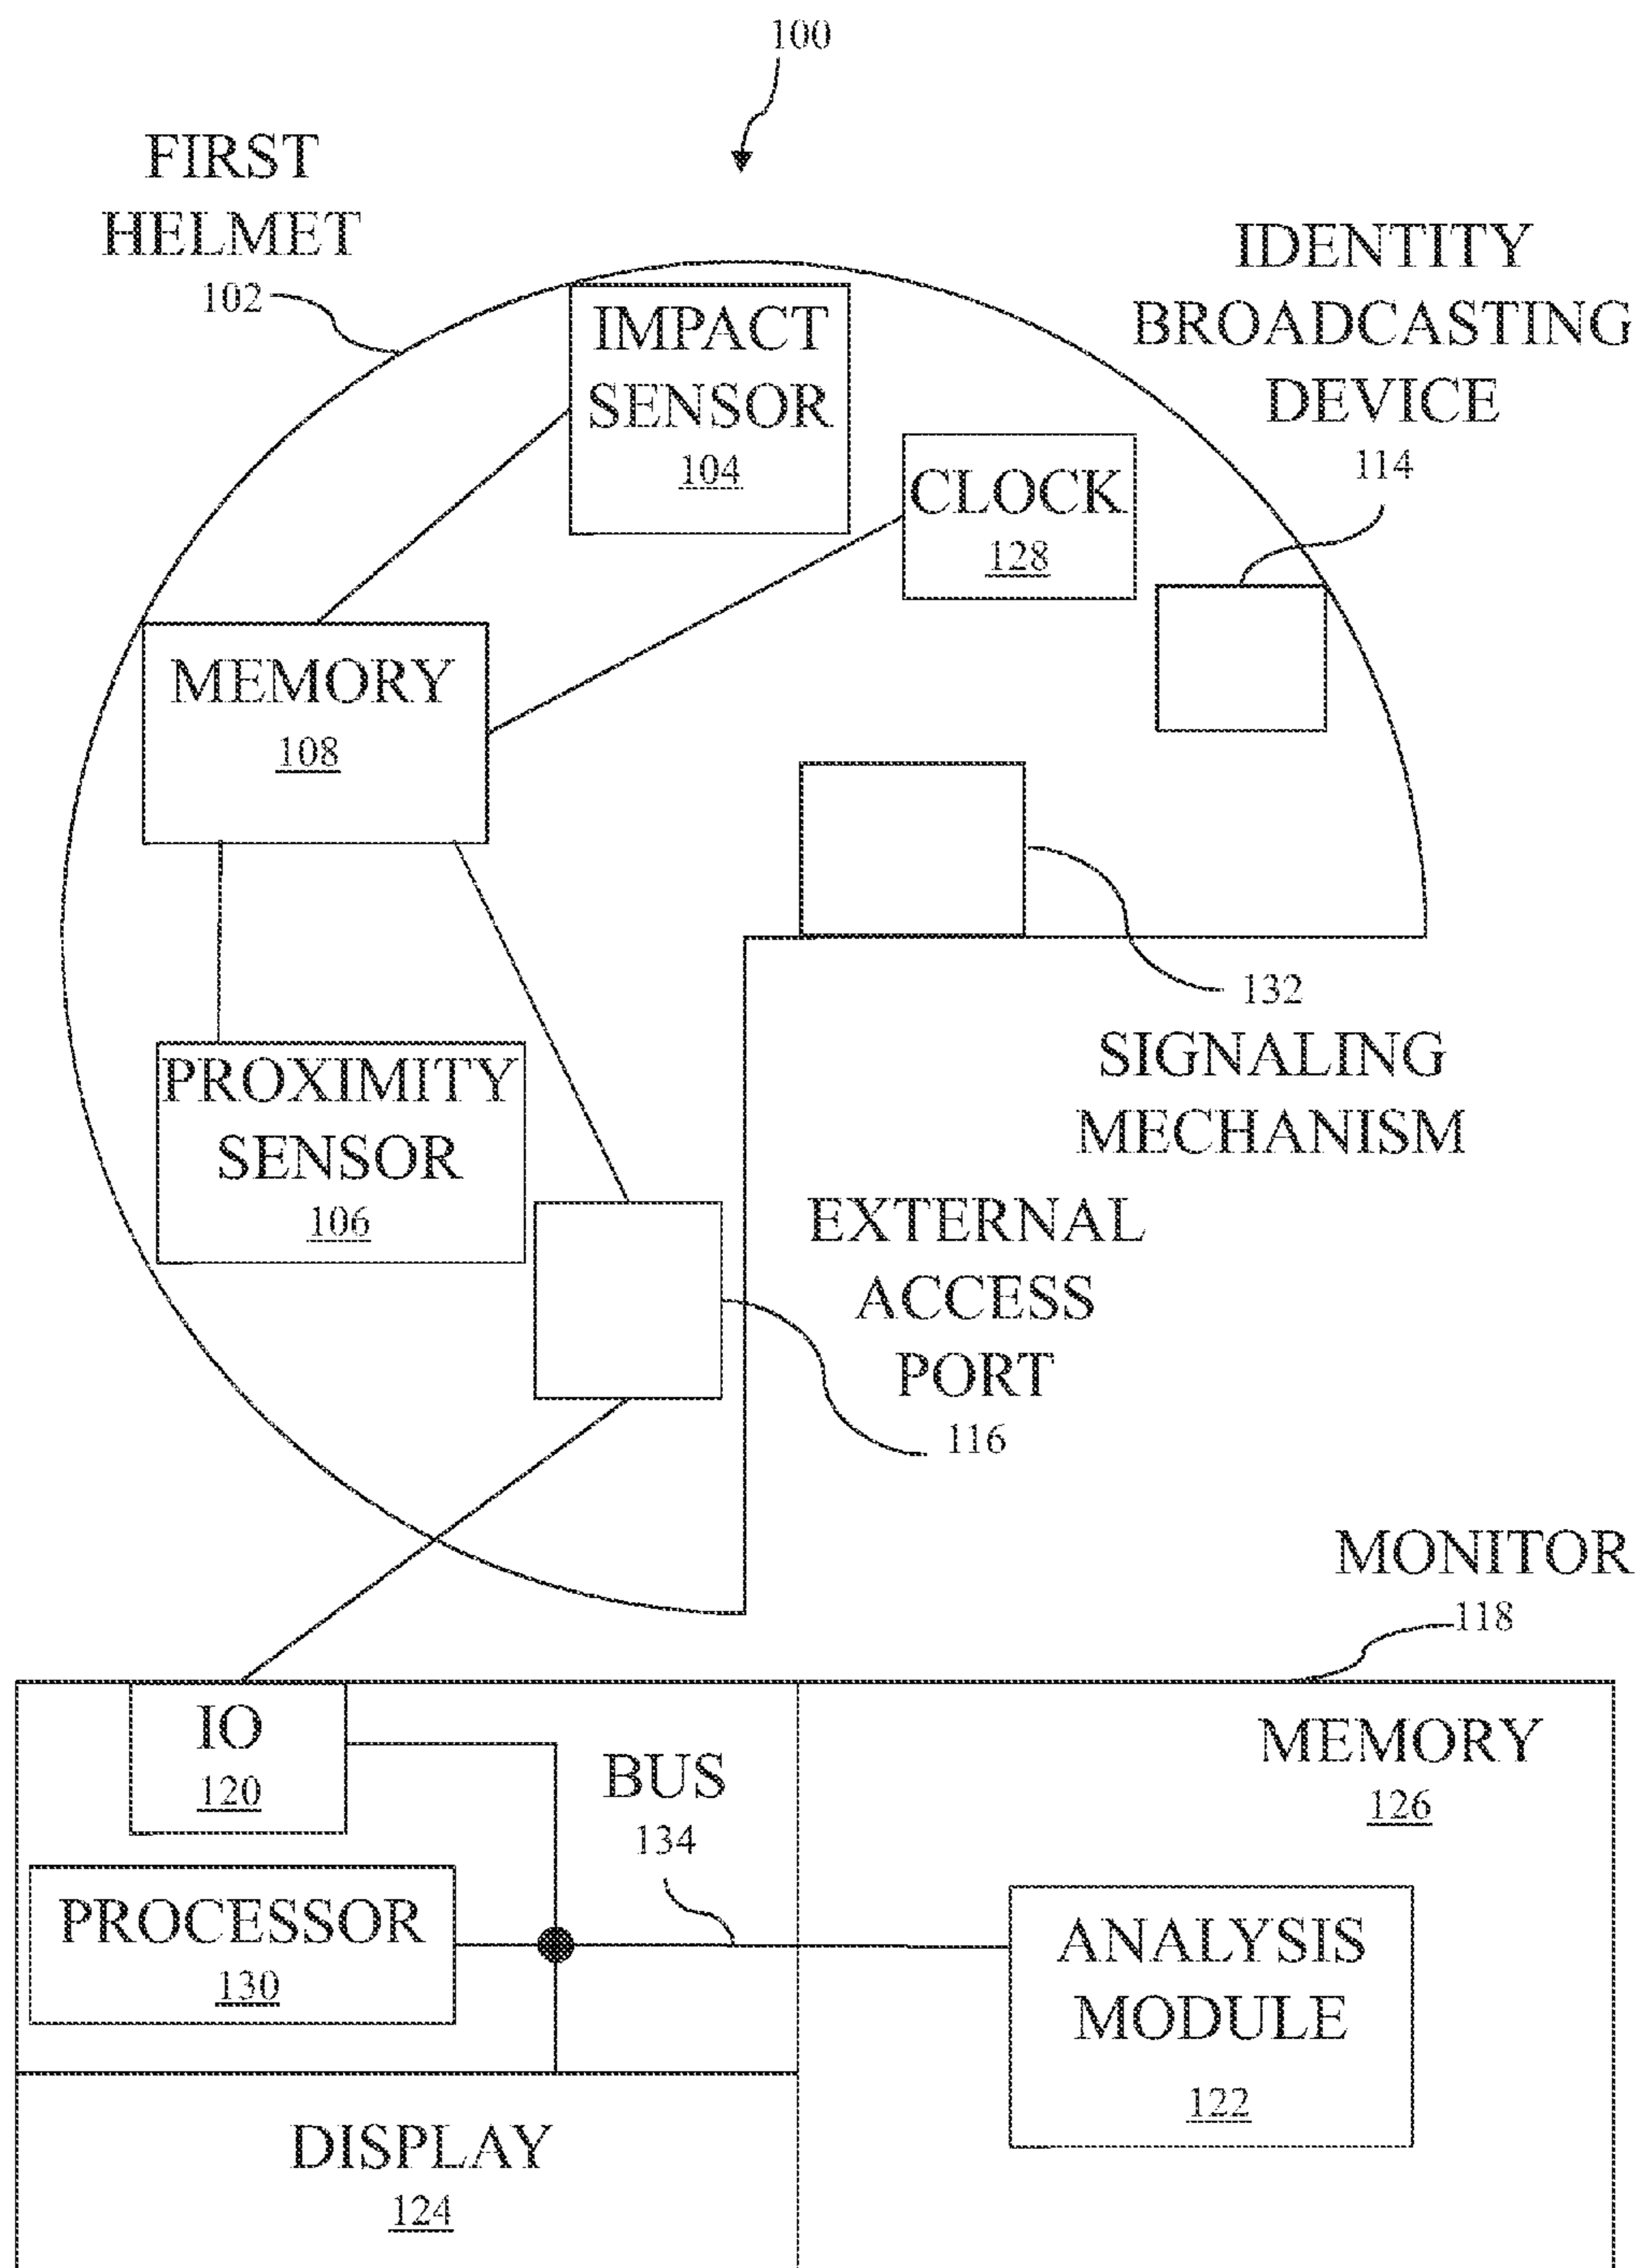 100
FIRST
HELMET
102
IDENTITY
BROADCASTING
DEVICE
114
IMPACT
SENSOR
104
CLOCK
128
MEMORY
108
132
SIGNALING
MECHANISM
PROXIMITY
SENSOR
106
EXTERNAL
ACCESS
PORT
116
MONITOR
118
IO
120
BUS
134
MEMORY
126
PROCESSOR
130
ANALYSIS
MODULE
122
DISPLAY
124